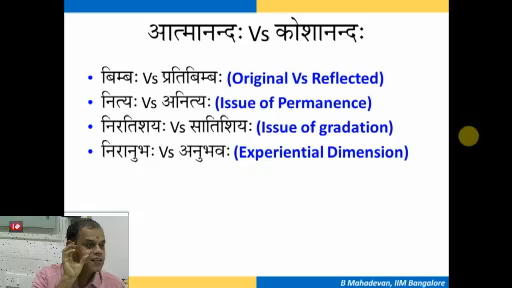 आत्मानन्दः Vs कोशानन्दः
• बिम्बः Vs प्रतिबिम्बः (Original Vs Reflected)
• नित्यः Vs अनित्यः (Issue of Permanence)
• निरतिशयः Vs सातिशियः (Issue of gradation)
• निरानुभः Vs अनुभवः (Experiential Dimension)
B Mahadevan, IIM Bangalore